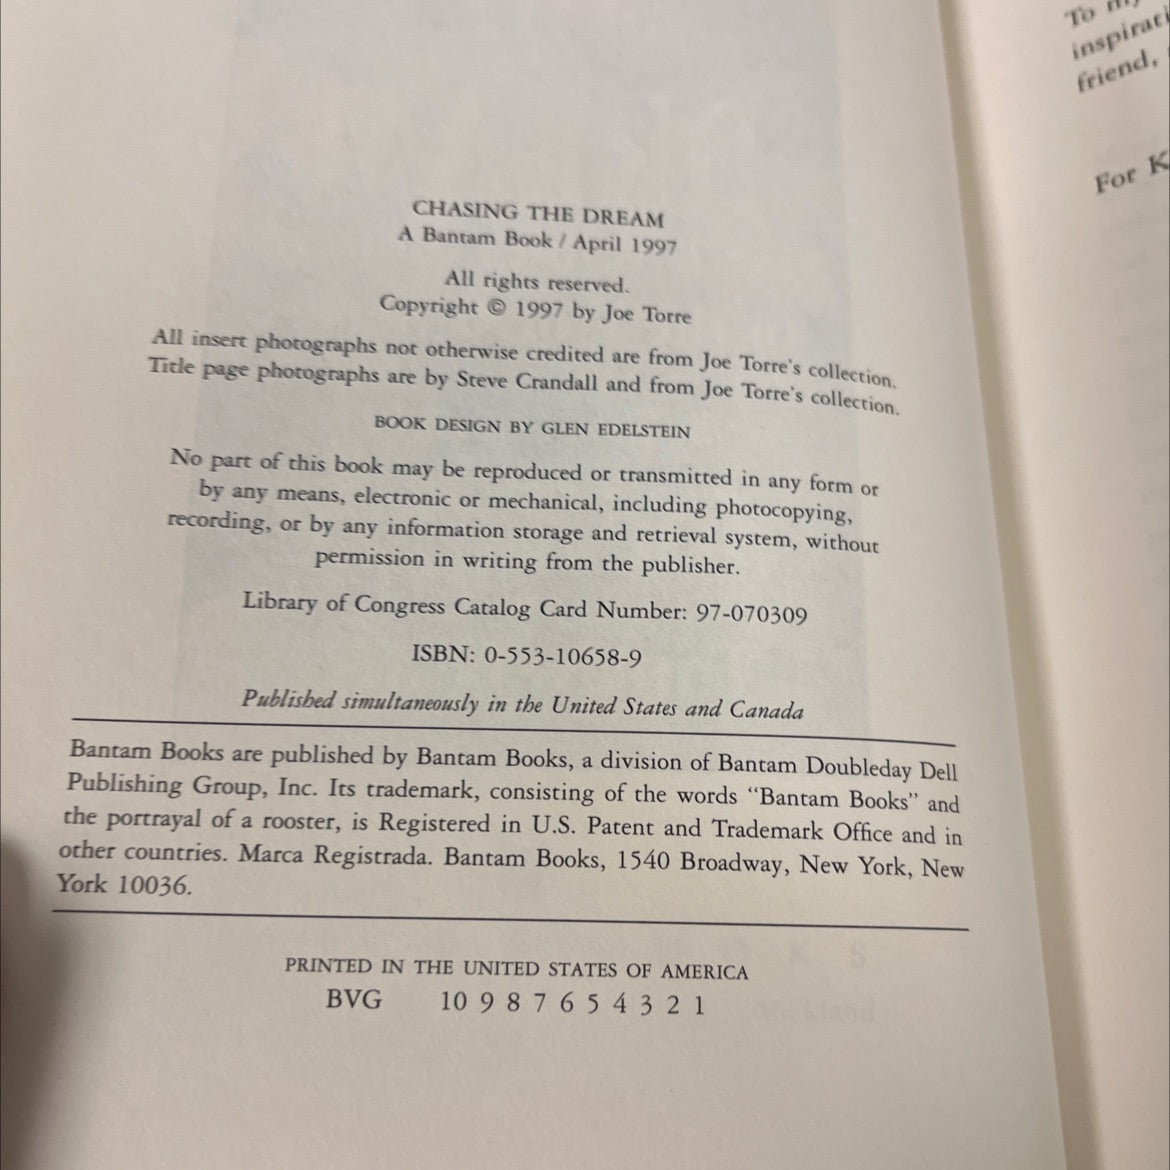 CHASING THE DREAM
A Bantam Book / April 1997
All rights reserved.
Copyright © 1997 by Joe Torre
All insert photographs not otherwise credited are from Joe Torre's collection.
Title page photographs are by Steve Crandall and from Joe Torre's collection.
BOOK DESIGN BY GLEN EDELSTEIN
No part of this book may be reproduced or transmitted in any form or
by any means, electronic or mechanical, including photocopying,
recording, or by any information storage and retrieval system, without
permission in writing from the publisher.
Library of Congress Catalog Card Number: 97-070309
ISBN: 0-553-10658-9
Published simultaneously in the United States and Canada
Bantam Books are published by Bantam Books, a division of Bantam Doubleday Dell
Publishing Group, Inc. Its trademark, consisting of the words “Bantam Books” and
the portrayal of a rooster, is Registered in U.S. Patent and Trademark Office and in
other countries. Marca Registrada. Bantam Books, 1540 Broadway, New York, New
York 10036.
PRINTED IN THE UNITED STATES OF AMERICA
BVG 10 9 8 7 6 5 4 3 2 1
To
friend,
For